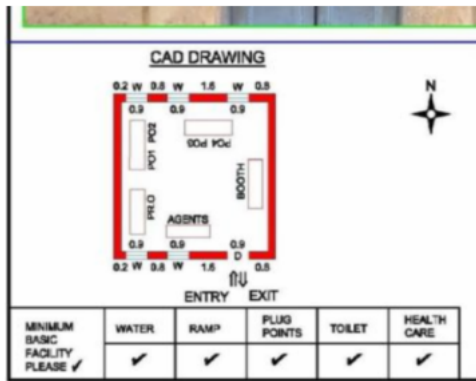 CAD DRAWING
0.2 W 0.8 W 1.6 W 0.8
0.9 0.9 0.9
N
PO1 PO2
PO3 PO4
BOOTH
PR.O
AGENTS
0.9 0.9 0.9
D
0.2 W 0.8 W 1.6 0.8
ENTRY EXIT
MINIMUM
BASIC
FACILITY
PLEASE ✓
WATER
RAMP
PLUG
POINTS
TOILET
HEALTH
CARE
✓ ✓ ✓ ✓ ✓